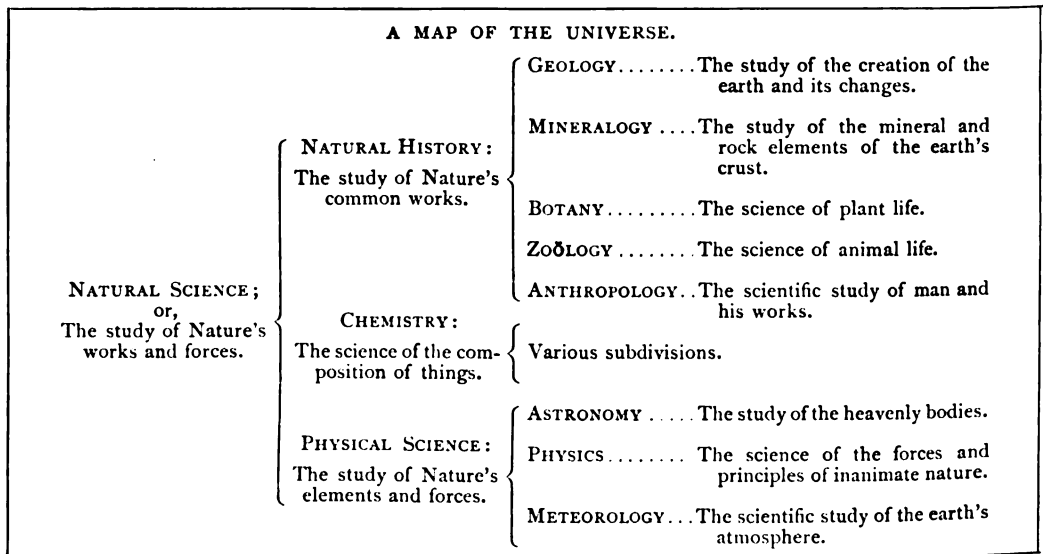 A MAP OF THE UNIVERSE.
NATURAL SCIENCE;
or,
The study of Nature's
works and forces.
NATURAL HISTORY:
The study of Nature's
common works.
GEOLOGY........The study of the creation of the
earth and its changes.
MINERALOGY ....The study of the mineral and
rock elements of the earth's
crust.
BOTANY.........The science of plant life.
ZOÖLOGY ........The science of animal life.
ANTHROPOLOGY..The scientific study of man and
his works.
CHEMISTRY:
The science of the com-
position of things.
Various subdivisions.
PHYSICAL SCIENCE:
The study of Nature's
elements and forces.
ASTRONOMY .....The study of the heavenly bodies.
PHYSICS........ The science of the forces and
principles of inanimate nature.
METEOROLOGY...The scientific study of the earth's
atmosphere.